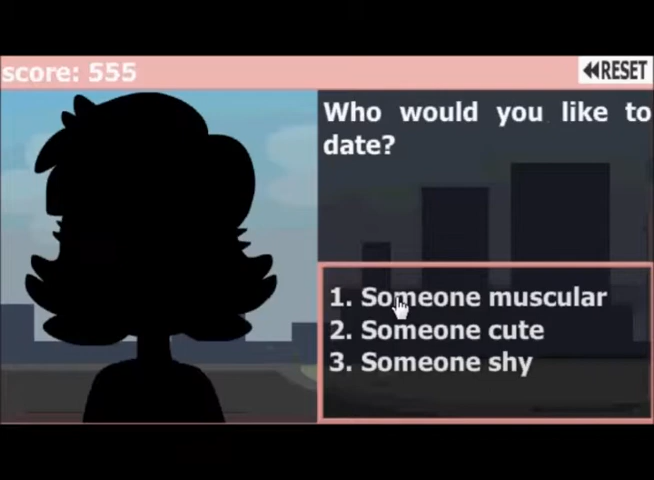 score: 555
RESET
Who would you like to
date?
1. Someone muscular
2. Someone cute
3. Someone shy